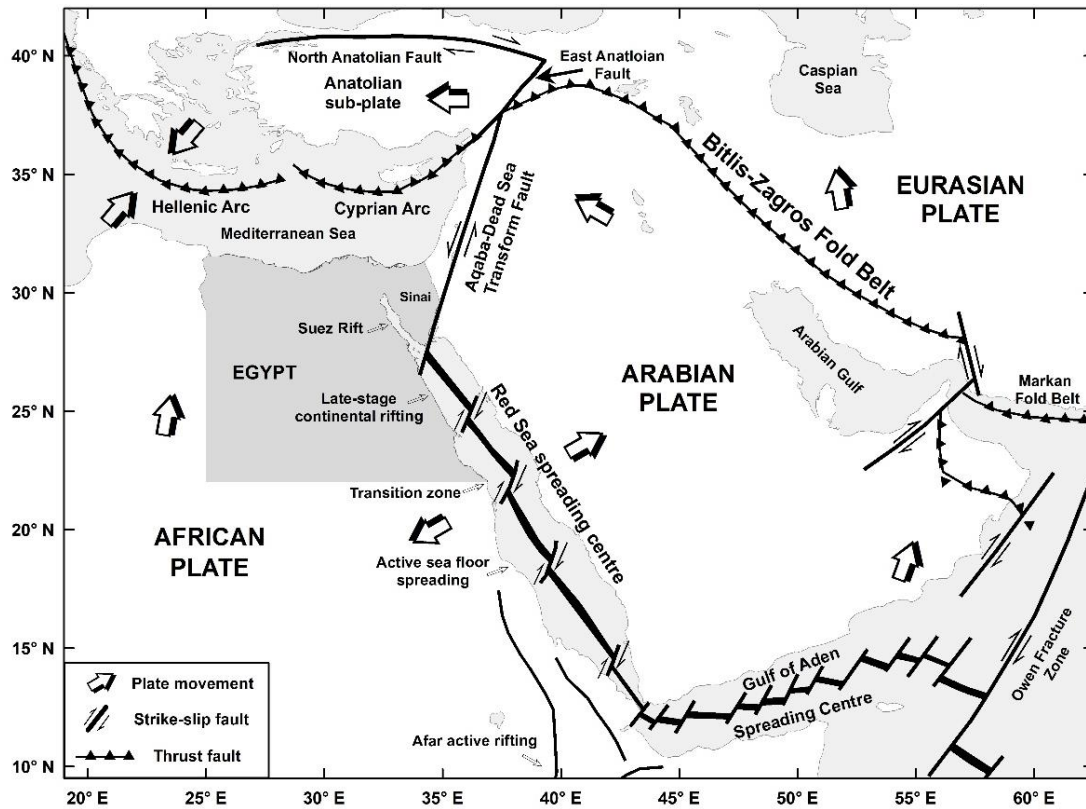 40° N
35° N
30° N
25° N
20° N
15° N
10° N
North Anatolian Fault
East Anatloian
Fault
Caspian
Sea
Anatolian
sub-plate
Bitlis-Zagros Fold Belt
EURASIAN
PLATE
Hellenic Arc
Cyprian Arc
Mediterranean Sea
Aqaba-Dead Sea
Transform Fault
Sinai
Suez Rift
EGYPT
Arabian Gulf
ARABIAN
PLATE
Markan
Fold Belt
Late-stage
continental rifting
Red Sea spreading centre
Transition zone
AFRICAN
PLATE
Active sea floor
spreading
Gulf of Aden
Spreading Centre
Owen Fracture
Zone
Afar active rifting
Plate movement
Strike-slip fault
Thrust fault
20° E
25° E
30° E
35° E
40° E
45° E
50° E
55° E
60° E